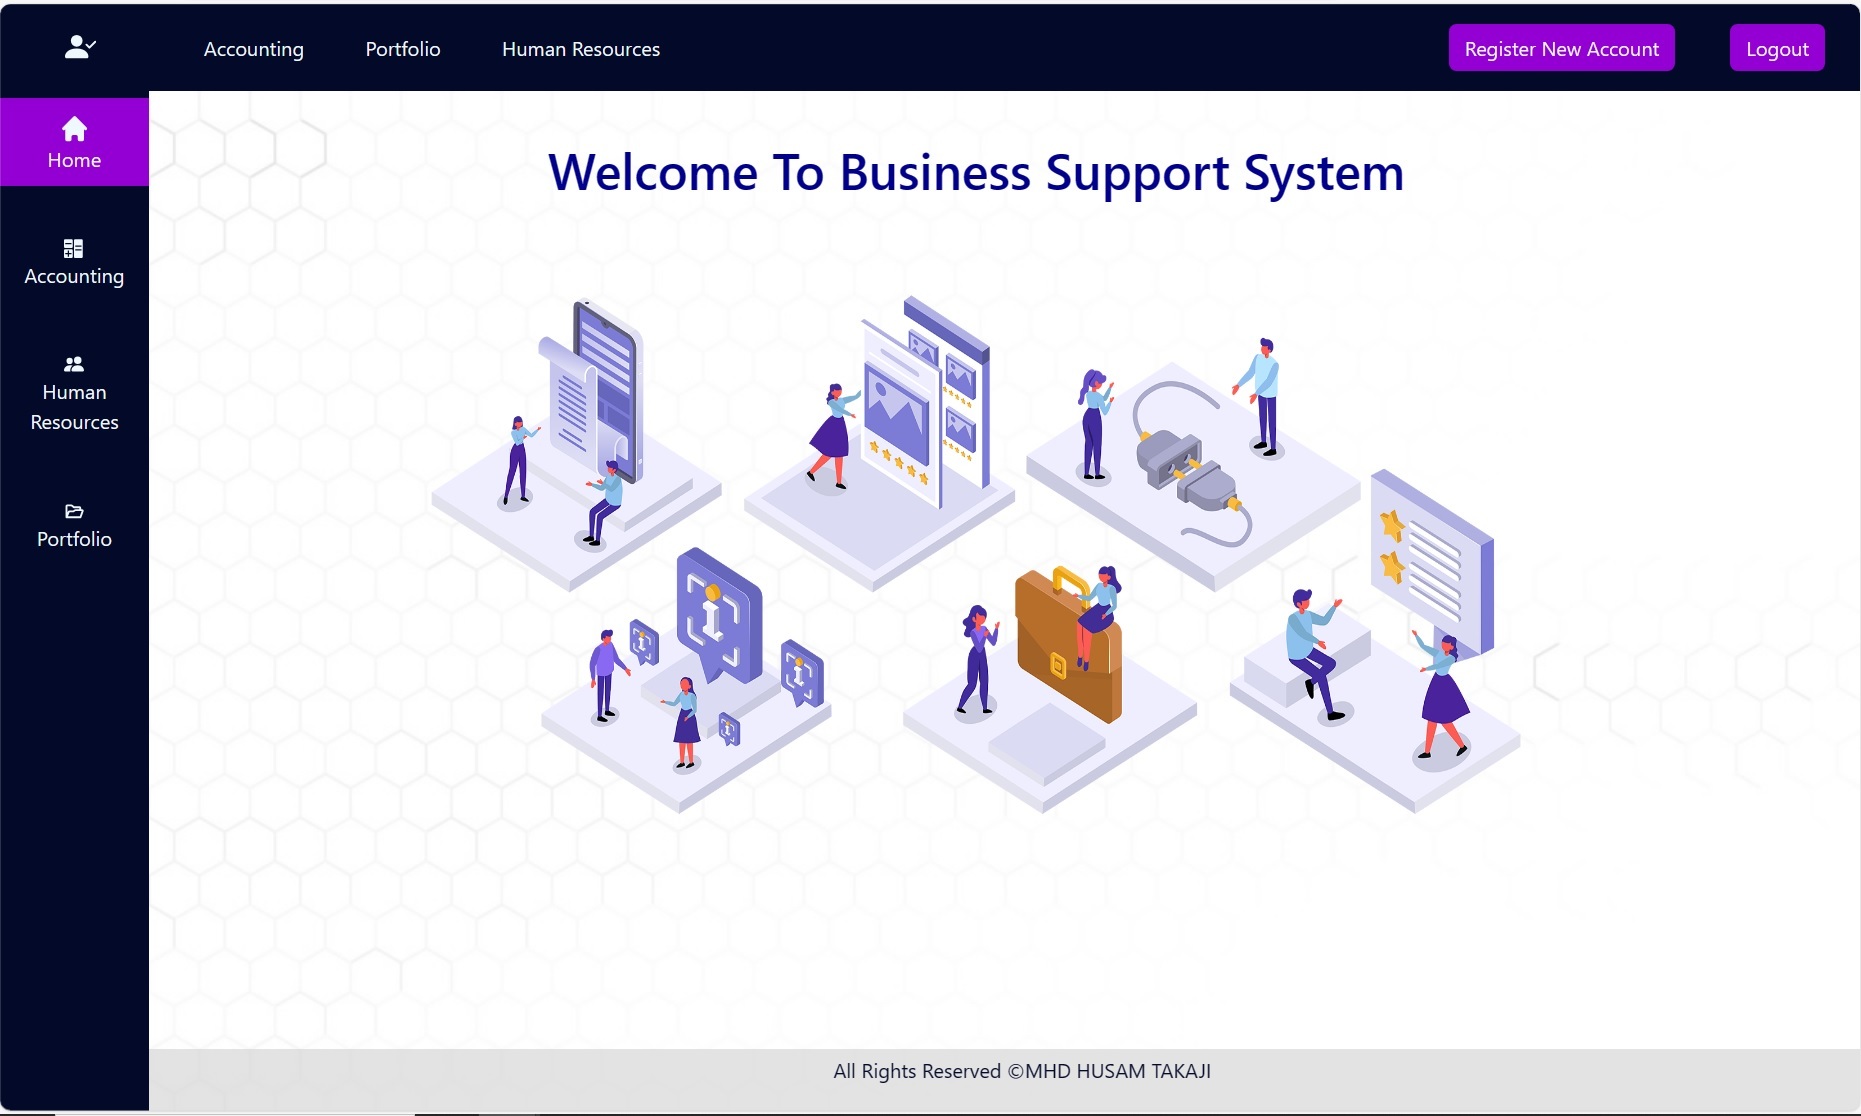 Accounting
Portfolio
Human Resources
Register New Account
Logout
Home
Accounting
Human
Resources
Portfolio
Welcome To Business Support System
All Rights Reserved ©MHD HUSAM TAKAJI